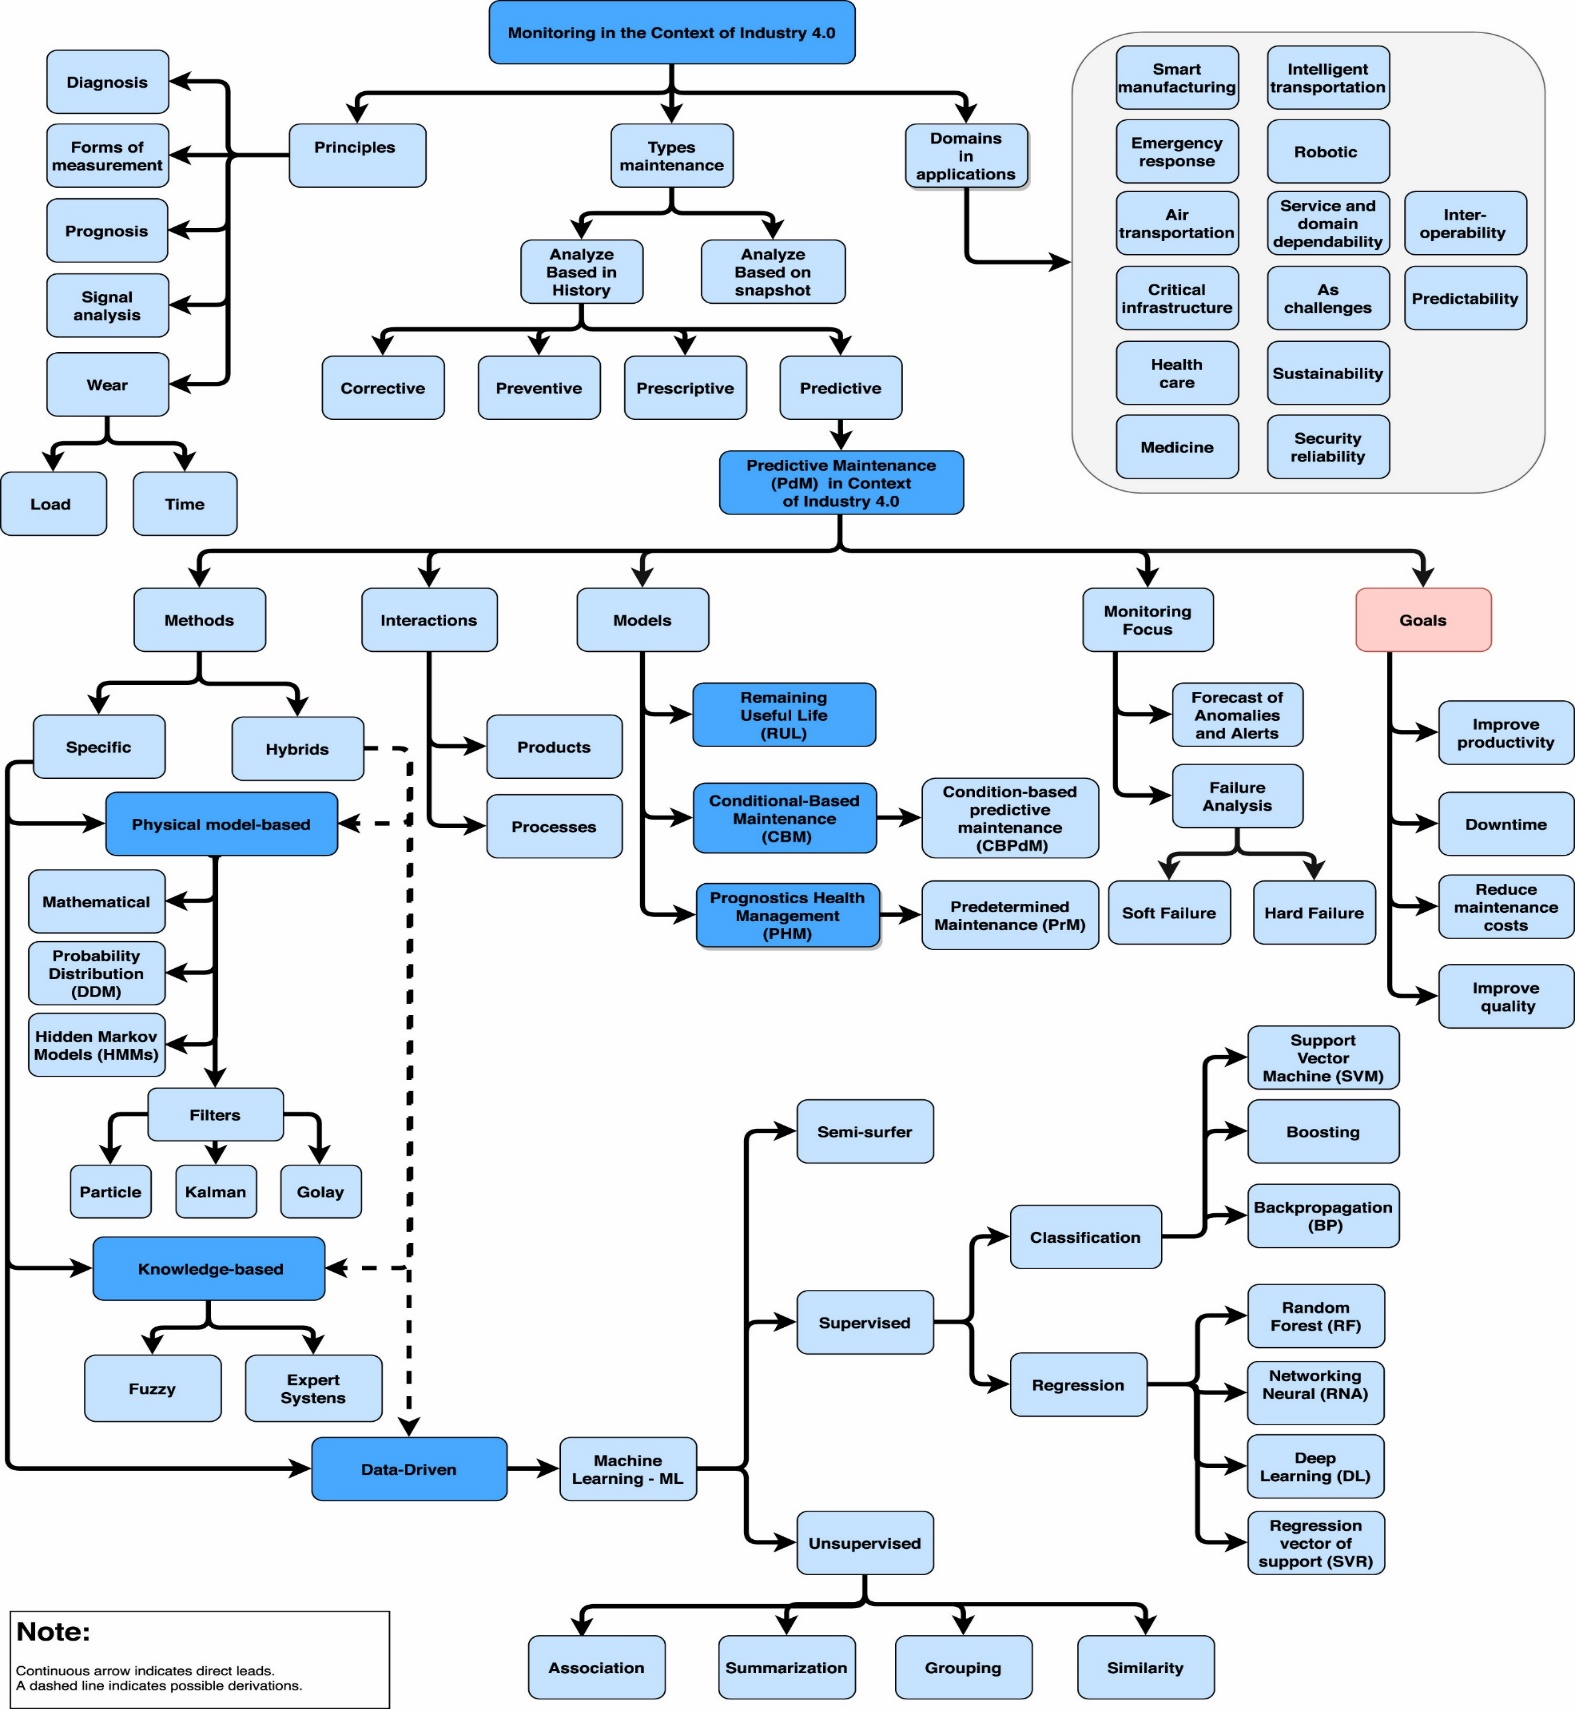 Monitoring in the Context of Industry 4.0
Diagnosis
Forms of
measurement
Prognosis
Signal
analysis
Wear
Load
Time
Principles
Types
maintenance
Domains
in
applications
Analyze
Based in
History
Analyze
Based on
snapshot
Corrective
Preventive
Prescriptive
Predictive
Smart
manufacturing
Intelligent
transportation
Emergency
response
Robotic
Air
transportation
Service and
domain
dependability
Inter-
operability
Critical
infrastructure
As
challenges
Predictability
Health
care
Sustainability
Medicine
Security
reliability
Predictive Maintenance
(PdM) in Context
of Industry 4.0
Methods
Interactions
Models
Monitoring
Focus
Goals
Specific
Hybrids
Products
Processes
Remaining
Useful Life
(RUL)
Conditional-Based
Maintenance
(CBM)
Condition-based
predictive
maintenance
(CBPdM)
Prognostics Health
Management
(PHM)
Predetermined
Maintenance (PrM)
Forecast of
Anomalies
and Alerts
Failure
Analysis
Soft Failure
Hard Failure
Improve
productivity
Downtime
Reduce
maintenance
costs
Improve
quality
Physical model-based
Mathematical
Probability
Distribution
(DDM)
Hidden Markov
Models (HMMs)
Filters
Particle
Kalman
Golay
Knowledge-based
Fuzzy
Expert
Systens
Data-Driven
Machine
Learning - ML
Semi-surfer
Supervised
Unsupervised
Classification
Regression
Support
Vector
Machine (SVM)
Boosting
Backpropagation
(BP)
Random
Forest (RF)
Networking
Neural (RNA)
Deep
Learning (DL)
Regression
vector of
support (SVR)
Association
Summarization
Grouping
Similarity
Note:
Continuous arrow indicates direct leads.
A dashed line indicates possible derivations.